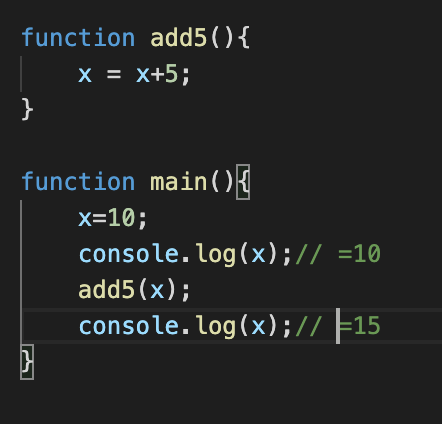 function add5(){
    x = x+5;
}

function main(){
    x=10;
    console.log(x);// =10
    add5(x);
    console.log(x);// =15
}